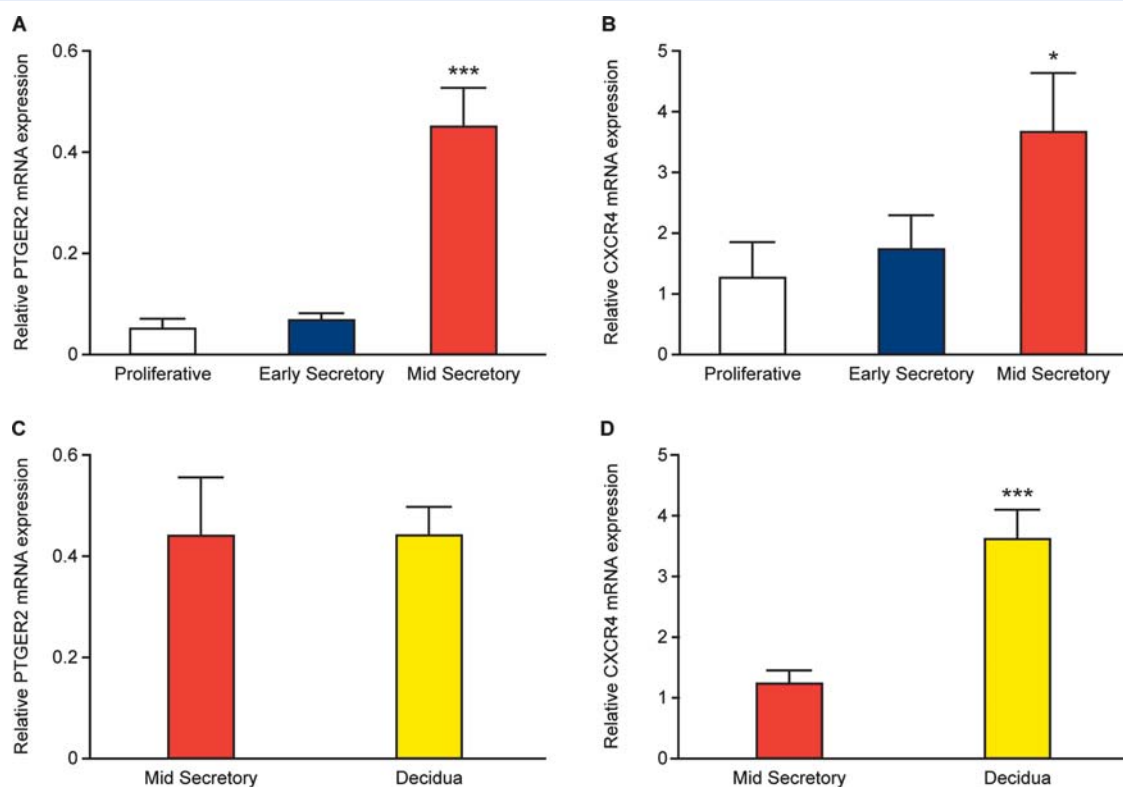 A
Relative PTGER2 mRNA expression
0.6
0.4
0.2
0
***
Proliferative Early Secretory Mid Secretory
B
Relative CXCR4 mRNA expression
5
4
3
2
1
0
*
Proliferative Early Secretory Mid Secretory
C
Relative PTGER2 mRNA expression
0.6
0.4
0.2
0
Mid Secretory Decidua
D
Relative CXCR4 mRNA expression
5
4
3
2
1
0
***
Mid Secretory Decidua